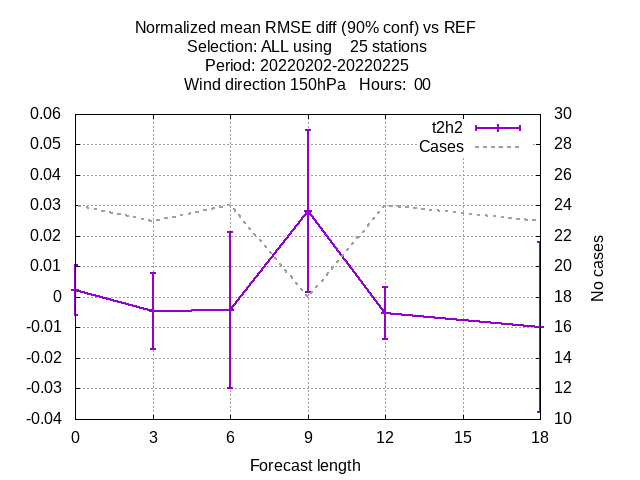 Normalized mean RMSE diff (90% conf) vs REF
Selection: ALL using    25 stations
Period: 20220202-20220225
Wind direction 150hPa   Hours:  00
0.06
0.05
0.04
0.03
0.02
0.01
0
-0.01
-0.02
-0.03
-0.04
t2h2
Cases
30
28
26
24
22
20
18
16
14
12
10
No cases
0 3 6 9 12 15 18
Forecast length